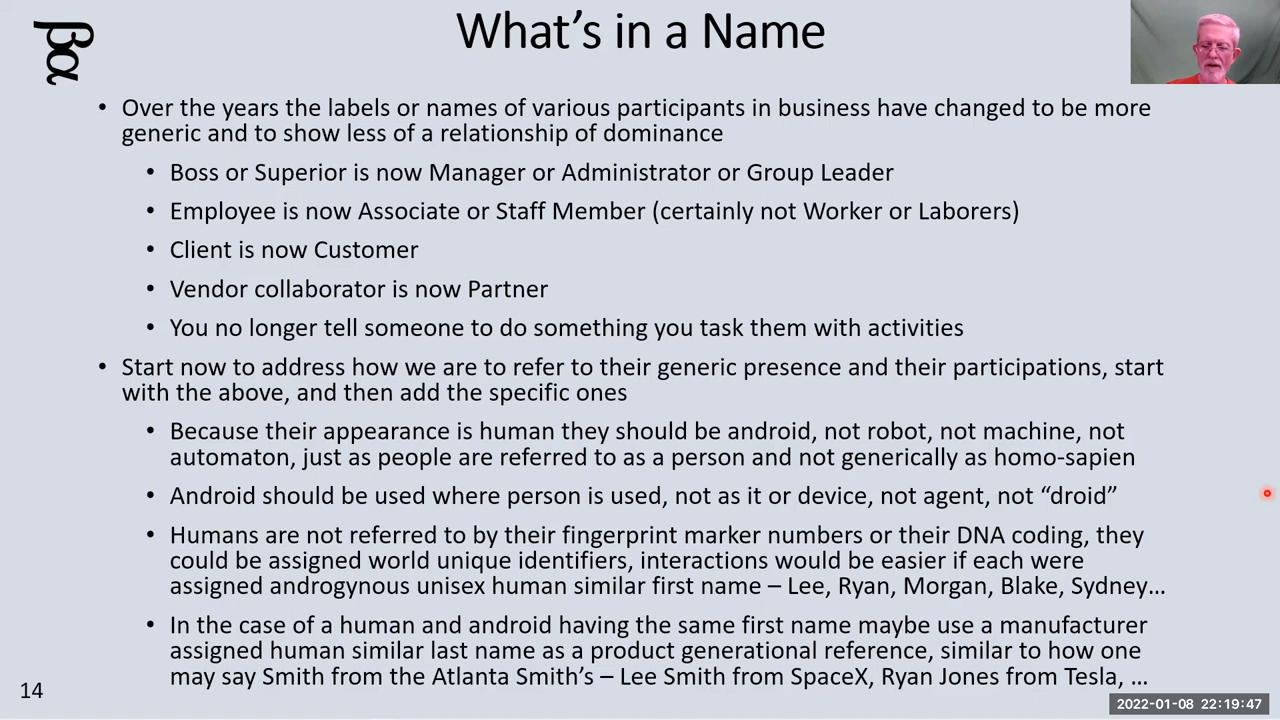 βα
What's in a Name
• Over the years the labels or names of various participants in business have changed to be more
generic and to show less of a relationship of dominance
• Boss or Superior is now Manager or Administrator or Group Leader
• Employee is now Associate or Staff Member (certainly not Worker or Laborers)
• Client is now Customer
• Vendor collaborator is now Partner
• You no longer tell someone to do something you task them with activities
• Start now to address how we are to refer to their generic presence and their participations, start
with the above, and then add the specific ones
• Because their appearance is human they should be android, not robot, not machine, not
automaton, just as people are referred to as a person and not generically as homo-sapien
• Android should be used where person is used, not as it or device, not agent, not “droid”
• Humans are not referred to by their fingerprint marker numbers or their DNA coding, they
could be assigned world unique identifiers, interactions would be easier if each were
assigned androgynous unisex human similar first name – Lee, Ryan, Morgan, Blake, Sydney…
• In the case of a human and android having the same first name maybe use a manufacturer
assigned human similar last name as a product generational reference, similar to how one
may say Smith from the Atlanta Smith’s – Lee Smith from SpaceX, Ryan Jones from Tesla, …
14
2022-01-08 22:19:47